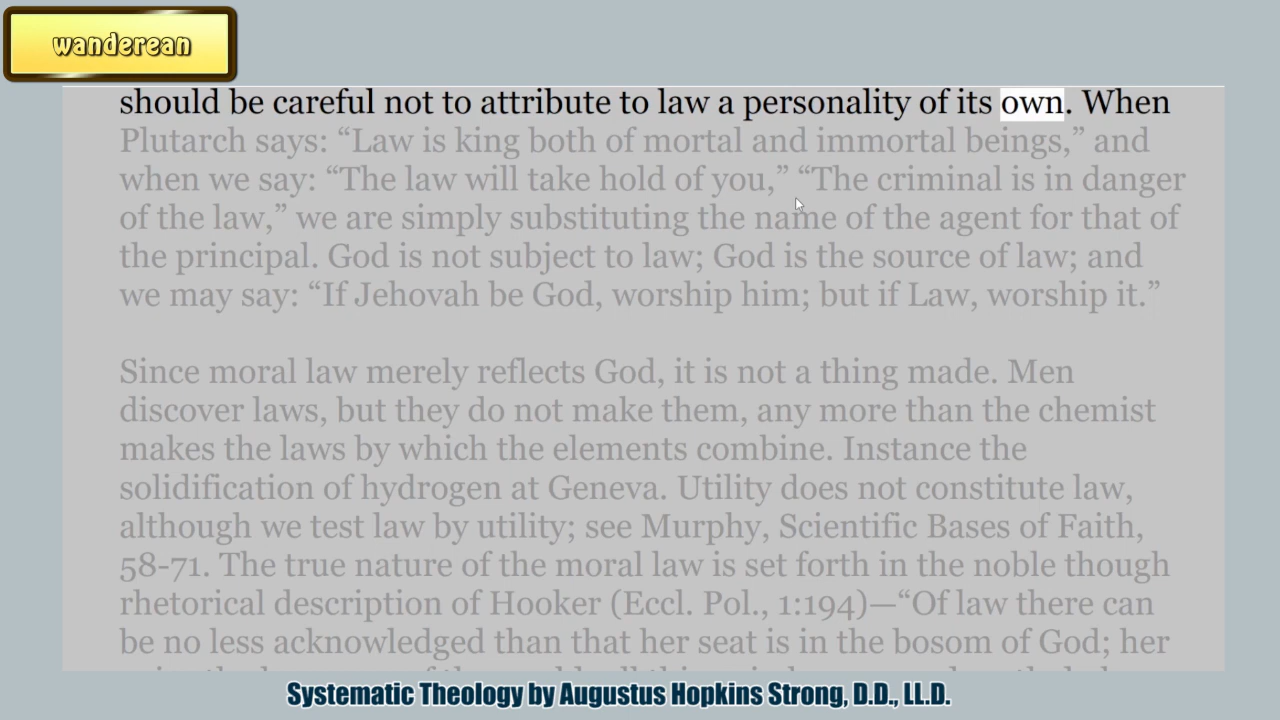 wanderean
should be careful not to attribute to law a personality of its own. When
Plutarch says: “Law is king both of mortal and immortal beings,” and
when we say: “The law will take hold of you,” “The criminal is in danger
of the law,” we are simply substituting the name of the agent for that of
the principal. God is not subject to law; God is the source of law; and
we may say: “If Jehovah be God, worship him; but if Law, worship it.”
Since moral law merely reflects God, it is not a thing made. Men
discover laws, but they do not make them, any more than the chemist
makes the laws by which the elements combine. Instance the
solidification of hydrogen at Geneva. Utility does not constitute law,
although we test law by utility; see Murphy, Scientific Bases of Faith,
58-71. The true nature of the moral law is set forth in the noble though
rhetorical description of Hooker (Eccl. Pol., 1:194)—“Of law there can
be no less acknowledged than that her seat is in the bosom of God; her
Systematic Theology by Augustus Hopkins Strong, D.D., LL.D.